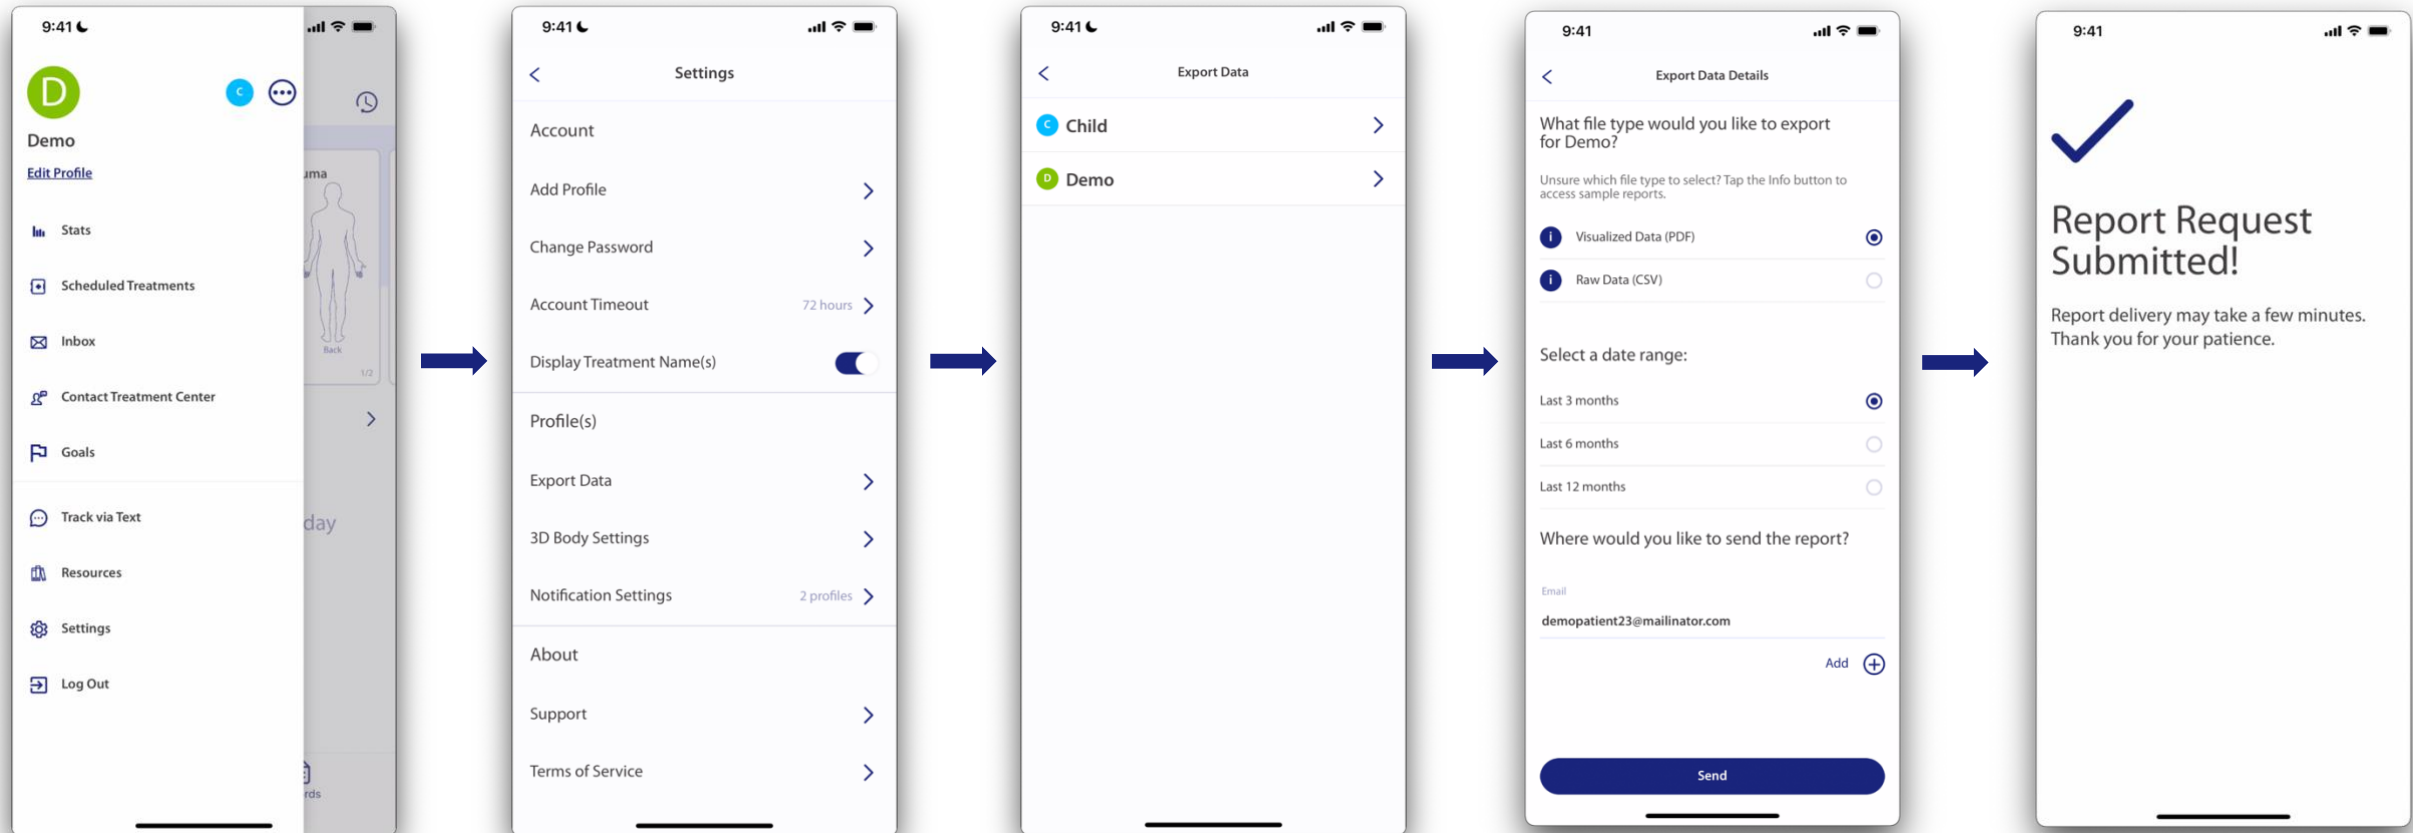 9:41
D
C
Demo
Edit Profile
Stats
Scheduled Treatments
Inbox
Contact Treatment Center
Goals
Track via Text
Resources
Settings
Log Out
Back
1/2
9:41
Settings
Account
Add Profile
Change Password
Account Timeout 72 hours
Display Treatment Name(s)
Profile(s)
Export Data
3D Body Settings
Notification Settings 2 profiles
About
Support
Terms of Service
9:41
Export Data
C Child
D Demo
9:41
Export Data Details
What file type would you like to export
for Demo?
Unsure which file type to select? Tap the Info button to
access sample reports.
i Visualized Data (PDF)
i Raw Data (CSV)
Select a date range:
Last 3 months
Last 6 months
Last 12 months
Where would you like to send the report?
Email
demopatient23@mailinator.com
Add
Send
9:41
Report Request
Submitted!
Report delivery may take a few minutes.
Thank you for your patience.